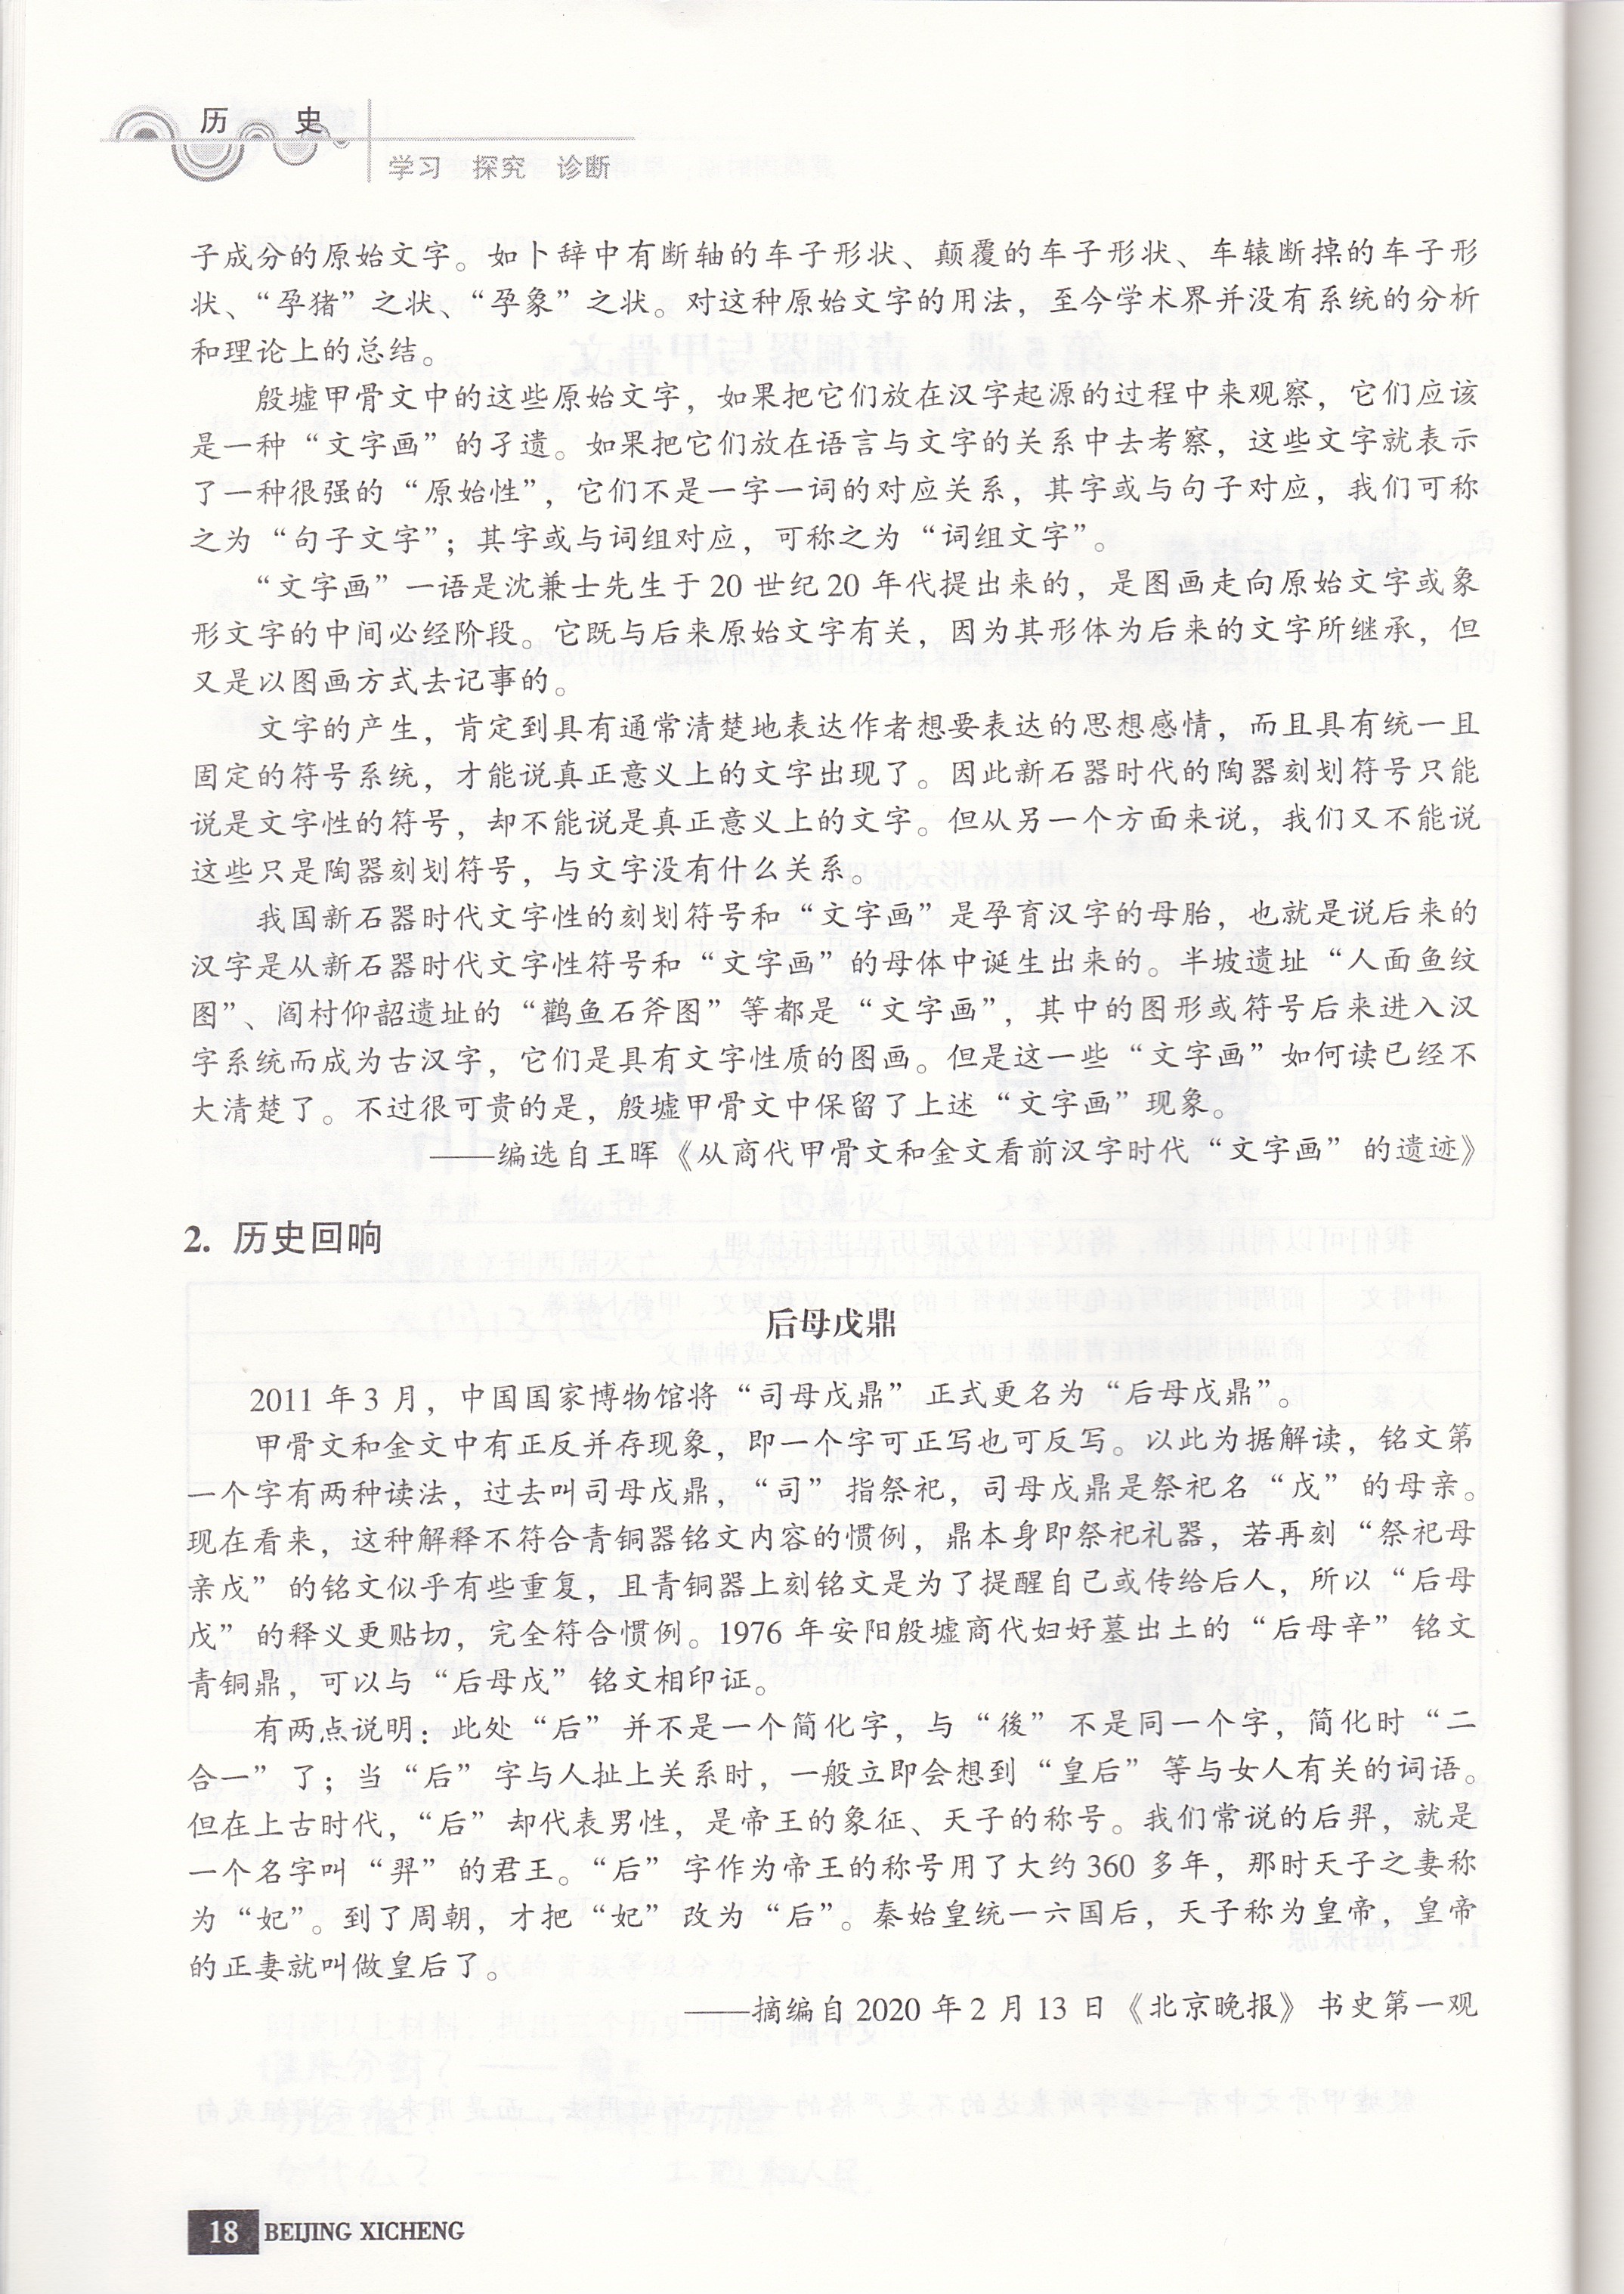 历 史
学习 探究 诊断
子成分的原始文字。如卜辞中有断轴的车子形状、颠覆的车子形状、车辕断掉的车子形
状、“孕猪”之状、“孕象”之状。对这种原始文字的用法，至今学术界并没有系统的分析
和理论上的总结。
殷墟甲骨文中的这些原始文字，如果把它们放在汉字起源的过程中来观察，它们应该
是一种“文字画”的孑遗。如果把它们放在语言与文字的关系中去考察，这些文字就表示
了一种很强的“原始性”，它们不是一字一词的对应关系，其字或与句子对应，我们可称
之为“句子文字”；其字或与词组对应，可称之为“词组文字”。
“文字画”一语是沈兼士先生于20世纪20年代提出来的，是图画走向原始文字或象
形文字的中间必经阶段。它既与后来原始文字有关，因为其形体为后来的文字所继承，但
又是以图画方式去记事的。
文字的产生，肯定到具有通常清楚地表达作者想要表达的思想感情，而且具有统一且
固定的符号系统，才能说真正意义上的文字出现了。因此新石器时代的陶器刻划符号只能
说是文字性的符号，却不能说是真正意义上的文字。但从另一个方面来说，我们又不能说
这些只是陶器刻划符号，与文字没有什么关系。
我国新石器时代文字性的刻划符号和“文字画”是孕育汉字的母胎，也就是说后来的
汉字是从新石器时代文字性符号和“文字画”的母体中诞生出来的。半坡遗址“人面鱼纹
图”、阎村仰韶遗址的“鹳鱼石斧图”等都是“文字画”，其中的图形或符号后来进入汉
字系统而成为古汉字，它们是具有文字性质的图画。但是这一些“文字画”如何读已经不
大清楚了。不过很可贵的是，殷墟甲骨文中保留了上述“文字画”现象。
——编选自王晖《从商代甲骨文和金文看前汉字时代“文字画”的遗迹》
2. 历史回响
后母戊鼎
2011年3月，中国国家博物馆将“司母戊鼎”正式更名为“后母戊鼎”。
甲骨文和金文中有正反并存现象，即一个字可正写也可反写。以此为据解读，铭文第
一个字有两种读法，过去叫司母戊鼎，“司”指祭祀，司母戊鼎是祭祀名“戊”的母亲。
现在看来，这种解释不符合青铜器铭文内容的惯例，鼎本身即祭祀礼器，若再刻“祭祀母
亲戊”的铭文似乎有些重复，且青铜器上刻铭文是为了提醒自己或传给后人，所以“后母
戊”的释义更贴切，完全符合惯例。1976年安阳殷墟商代妇好墓出土的“后母辛”铭文
青铜鼎，可以与“后母戊”铭文相印证。
有两点说明：此处“后”并不是一个简化字，与“後”不是同一个字，简化时“二
合一”了；当“后”字与人扯上关系时，一般立即会想到“皇后”等与女人有关的词语。
但在上古时代，“后”却代表男性，是帝王的象征、天子的称号。我们常说的后羿，就是
一个名字叫“羿”的君王。“后”字作为帝王的称号用了大约360多年，那时天子之妻称
为“妃”。到了周朝，才把“妃”改为“后”。秦始皇统一六国后，天子称为皇帝，皇帝
的正妻就叫做皇后了。
——摘编自2020年2月13日《北京晚报》书史第一观
18 BEIJING XICHENG